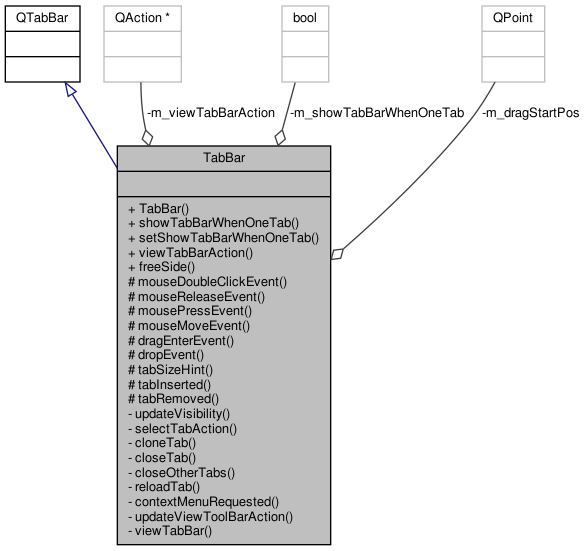 QTabBar
QAction *
bool
QPoint
-m_viewTabBarAction
-m_showTabBarWhenOneTab
-m_dragStartPos
TabBar
+ TabBar()
+ showTabBarWhenOneTab()
+ setShowTabBarWhenOneTab()
+ viewTabBarAction()
+ freeSide()
# mouseDoubleClickEvent()
# mouseReleaseEvent()
# mousePressEvent()
# mouseMoveEvent()
# dragEnterEvent()
# dropEvent()
# tabSizeHint()
# tabInserted()
# tabRemoved()
- updateVisibility()
- selectTabAction()
- cloneTab()
- closeTab()
- closeOtherTabs()
- reloadTab()
- contextMenuRequested()
- updateViewToolBarAction()
- viewTabBar()